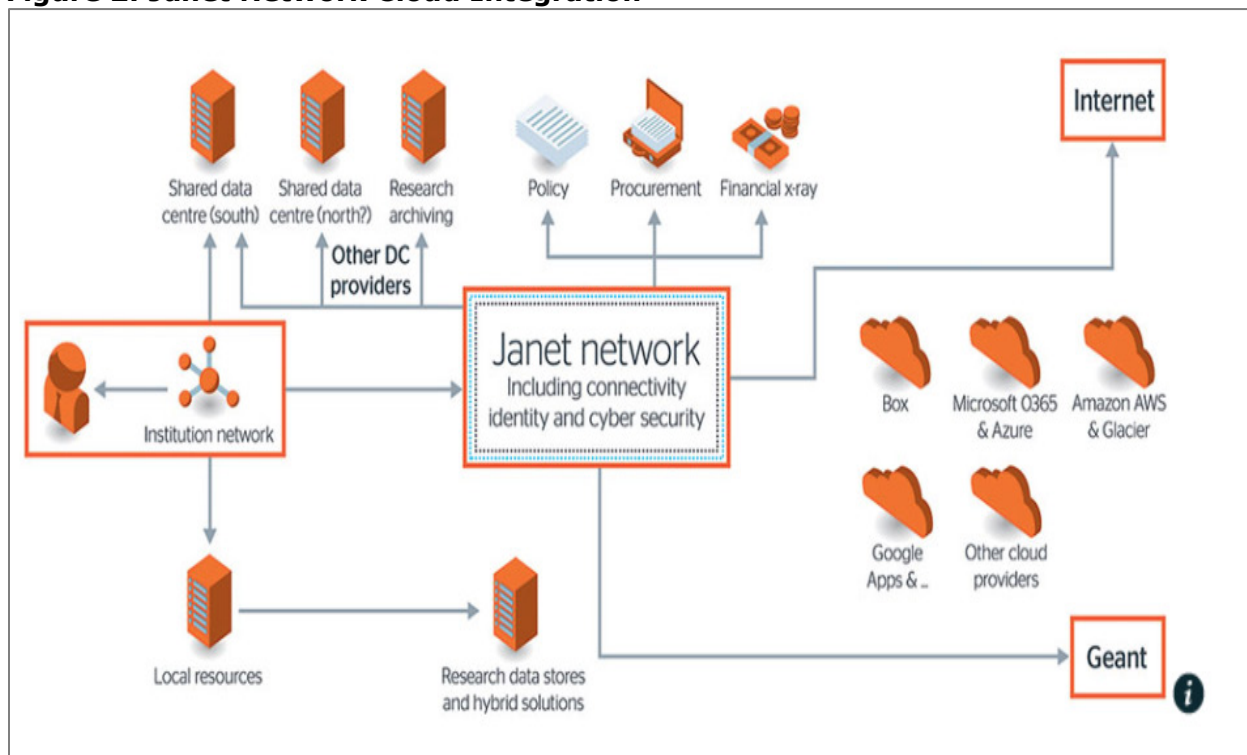 Figure 2: Janet Network Cloud Integration
Internet
Shared data
centre (south)
Shared data
centre (north?)
Research
archiving
Policy
Procurement
Financial x-ray
Other DC
providers
Janet network
Including connectivity
identity and cyber security
Institution network
Box
Microsoft O365
& Azure
Amazon AWS
& Glacier
Google
Apps & ...
Other cloud
providers
Local resources
Research data stores
and hybrid solutions
Geant
i